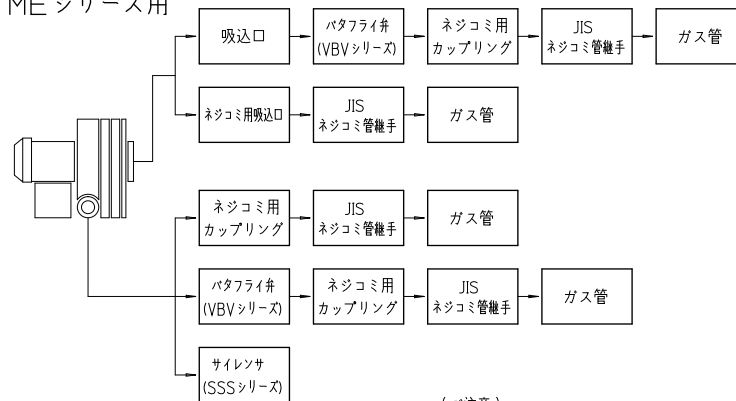 MEシリーズ用
吸込口
バタフライ弁
(VBVシリーズ)
ネジコミ用
カップリング
JIS
ネジコミ管継手
ガス管
ネジコミ用吸込口
JIS
ネジコミ管継手
ガス管
ネジコミ用
カップリング
JIS
ネジコミ管継手
ガス管
バタフライ弁
(VBVシリーズ)
ネジコミ用
カップリング
JIS
ネジコミ管継手
ガス管
サイレンサ
(SSSシリーズ)